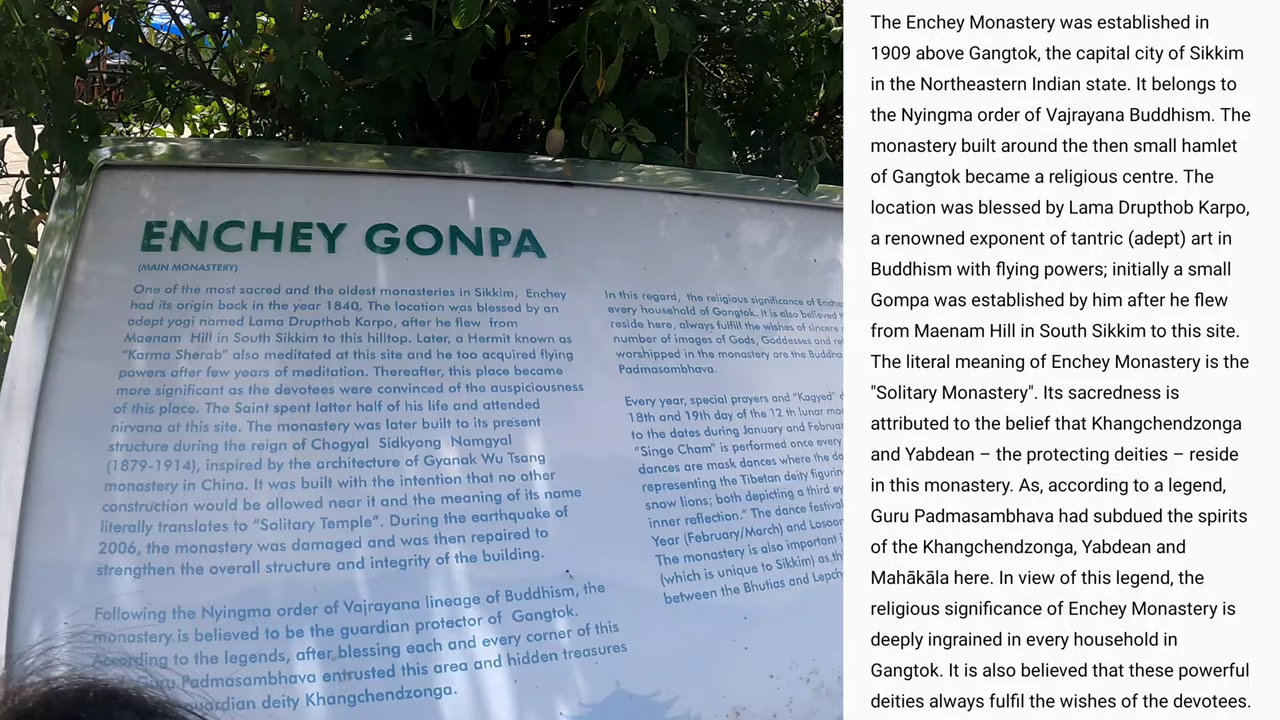 ENCHEY GONPA
(MAIN MONASTERY)
One of the most sacred and the oldest monasteries in Sikkim, Enchey
had its origin back in the year 1840. The location was blessed by an
adept yogi named Lama Drupthob Karpo, after he flew from
Maenam Hill in South Sikkim to this hilltop. Later, a Hermit known as
“Karma Sherab” also meditated at this site and he too acquired flying
powers after few years of meditation. Thereafter, this place became
more significant as the devotees were convinced of the auspiciousness
of this place. The Saint spent latter half of his life and attended
nirvana at this site. The monastery was later built to its present
structure during the reign of Chogyal Sidkyong Namgyal
(1879-1914), inspired by the architecture of Gyanak Wu Tsang
monastery in China. It was built with the intention that no other
construction would be allowed near it and the meaning of its name
literally translates to “Solitary Temple”. During the earthquake of
2006, the monastery was damaged and was then repaired to
strengthen the overall structure and integrity of the building.
Following the Nyingma order of Vajrayana lineage of Buddhism, the
monastery is believed to be the guardian protector of Gangtok.
According to the legends, after blessing each and every corner of this
Guru Padmasambhava entrusted this area and hidden treasures
guardian deity Khangchendzonga.
In this regard, the religious significance of Enche
every household of Gangtok. It is also believed
reside here, always fulfill the wishes of sincere
number of images of Gods, Goddesses and
worshipped in the monastery are the Buddha
Padmasambhava.
Every year, special prayers and “Kagyed”
18th and 19th day of the 12 th lunar
to the dates during January and
“Singe Cham” is performed once every
dances are mask dances where the
representing the Tibetan deity
snow lions; both depicting a third
inner reflection.” The dance festival
Year (February/March) and Losoon
The monastery is also important
(which is unique to Sikkim) as
between the Bhutias and
The Enchey Monastery was established in
1909 above Gangtok, the capital city of Sikkim
in the Northeastern Indian state. It belongs to
the Nyingma order of Vajrayana Buddhism. The
monastery built around the then small hamlet
of Gangtok became a religious centre. The
location was blessed by Lama Drupthob Karpo,
a renowned exponent of tantric (adept) art in
Buddhism with flying powers; initially a small
Gompa was established by him after he flew
from Maenam Hill in South Sikkim to this site.
The literal meaning of Enchey Monastery is the
"Solitary Monastery". Its sacredness is
attributed to the belief that Khangchendzonga
and Yabdean – the protecting deities – reside
in this monastery. As, according to a legend,
Guru Padmasambhava had subdued the spirits
of the Khangchendzonga, Yabdean and
Mahākāla here. In view of this legend, the
religious significance of Enchey Monastery is
deeply ingrained in every household in
Gangtok. It is also believed that these powerful
deities always fulfil the wishes of the devotees.